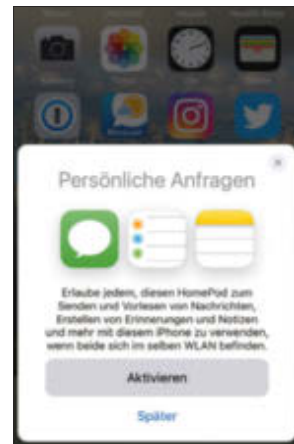 Persönliche Anfragen
Erlaube jedem, diesen HomePod zum
Senden und Vorlesen von Nachrichten,
Erstellen von Erinnerungen und Notizen
und mehr mit diesem iPhone zu verwenden,
wenn beide sich im selben WLAN befinden.
Aktivieren
Später